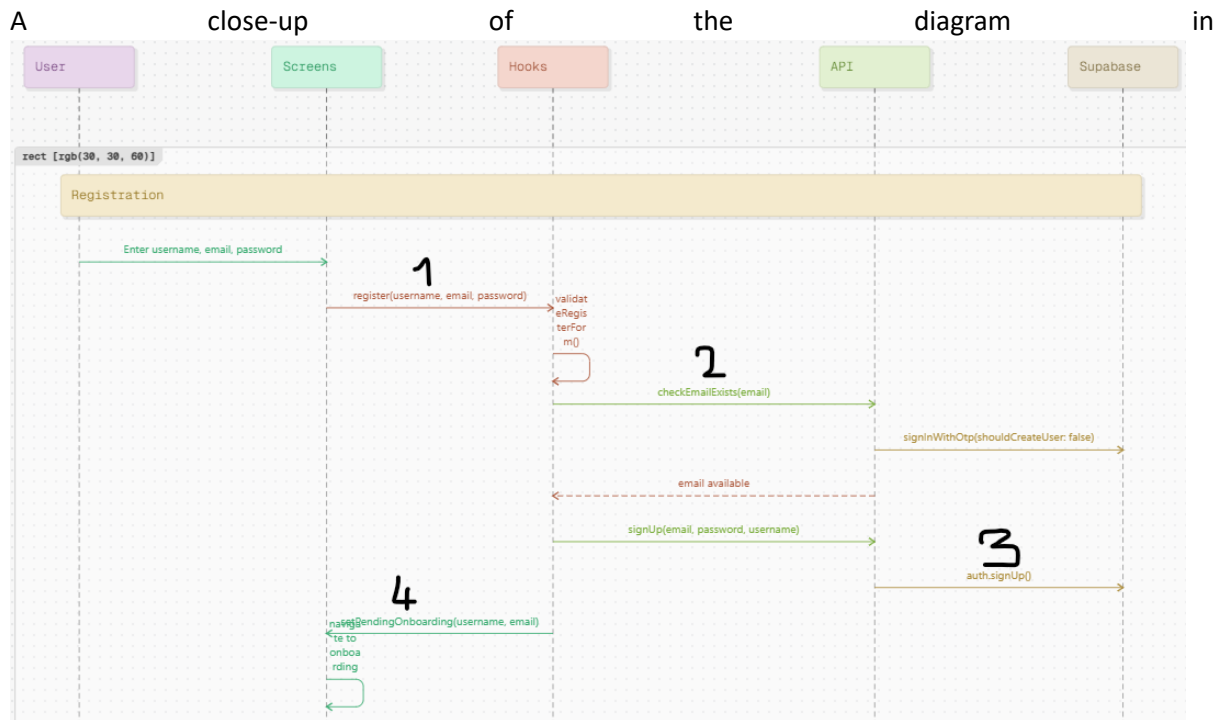 A close-up of the diagram in
User Screens Hooks API Supabase
rect [rgb(30, 30, 60)]
Registration
Enter username, email, password
1
register(username, email, password)
validat
eRegis
terFor
m()
2
checkEmailExists(email)
signInWithOtp(shouldCreateUser: false)
email available
signUp(email, password, username)
3
auth.signUp()
4
setPendingOnboarding(username, email)
naviga
te to
onboa
rding